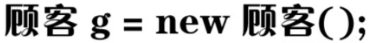 顾客 g = new 顾客( );